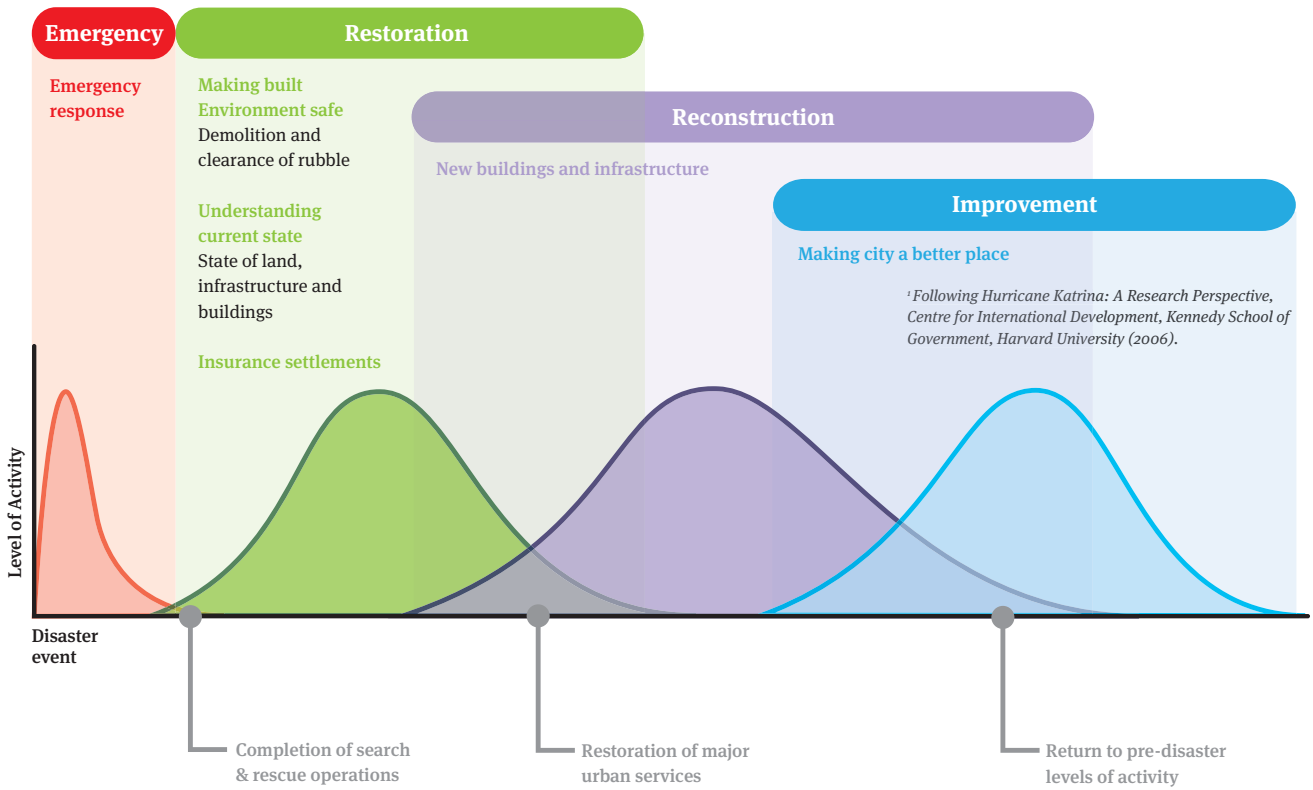 Emergency
Restoration
Emergency
response
Making built
Environment safe
Demolition and
clearance of rubble
Understanding
current state
State of land,
infrastructure and
buildings
Insurance settlements
Reconstruction
New buildings and infrastructure
Improvement
Making city a better place
¹ Following Hurricane Katrina: A Research Perspective,
Centre for International Development, Kennedy School of
Government, Harvard University (2006).
Level of Activity
Disaster
event
Completion of search
& rescue operations
Restoration of major
urban services
Return to pre-disaster
levels of activity